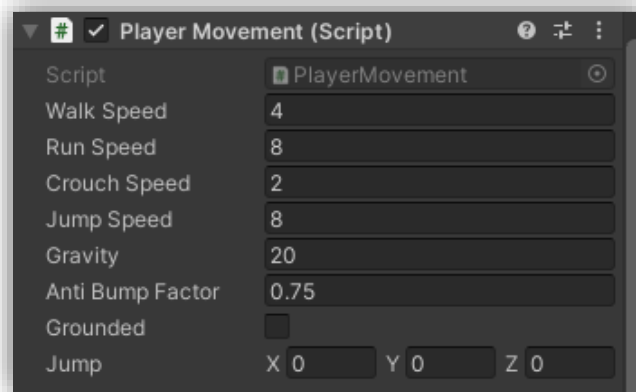 # Player Movement (Script)
Script # PlayerMovement
Walk Speed 4
Run Speed 8
Crouch Speed 2
Jump Speed 8
Gravity 20
Anti Bump Factor 0.75
Grounded
Jump X 0 Y 0 Z 0